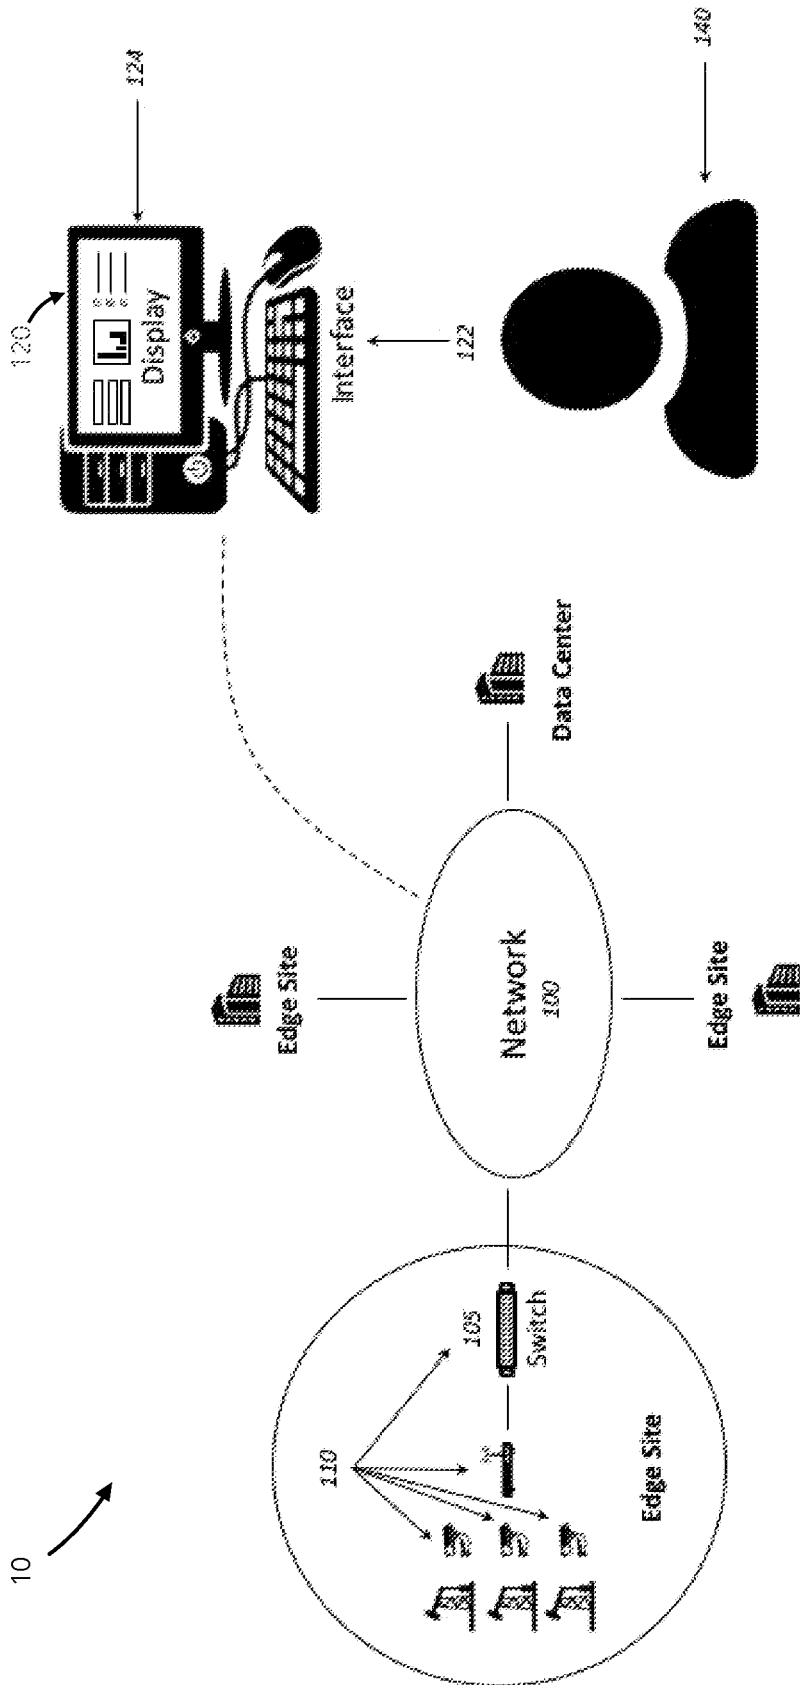 10
110
105
Switch
Edge Site
Edge Site
Network
100
Edge Site
Data Center
120
124
Display
Interface
122
140